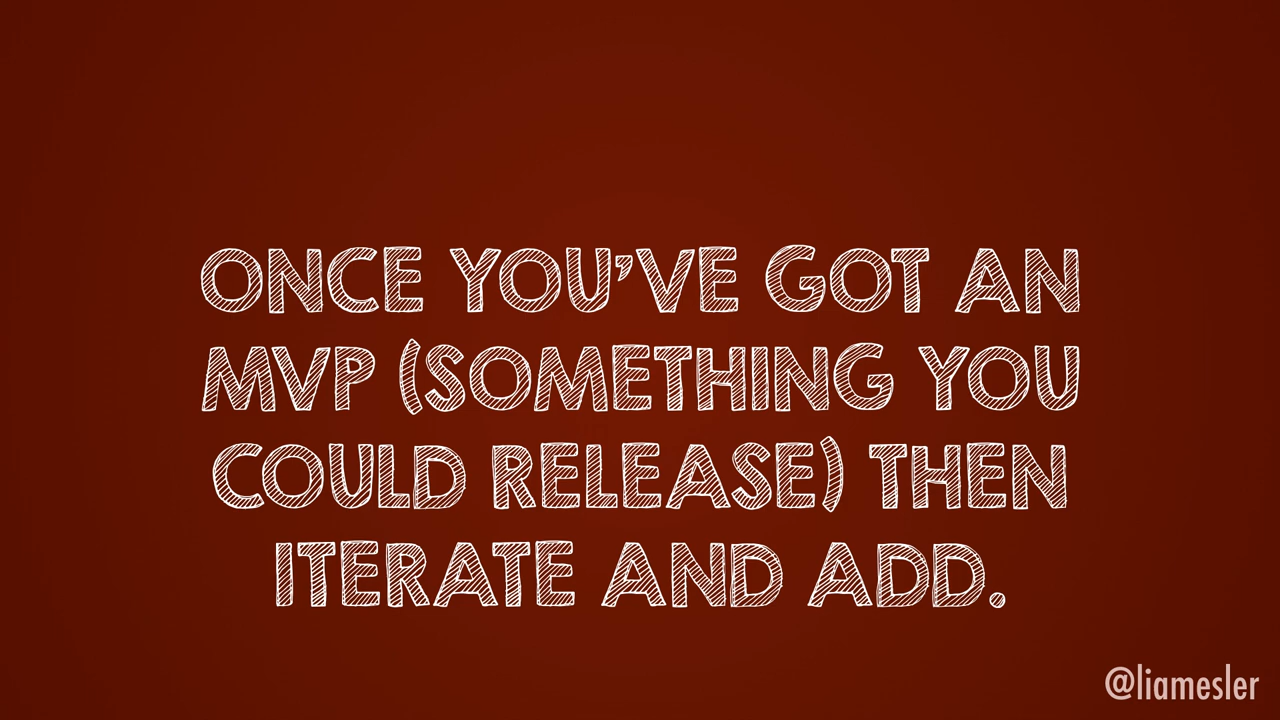 ONCE YOU'VE GOT AN
MVP (SOMETHING YOU
COULD RELEASE) THEN
ITERATE AND ADD.
@liamesler